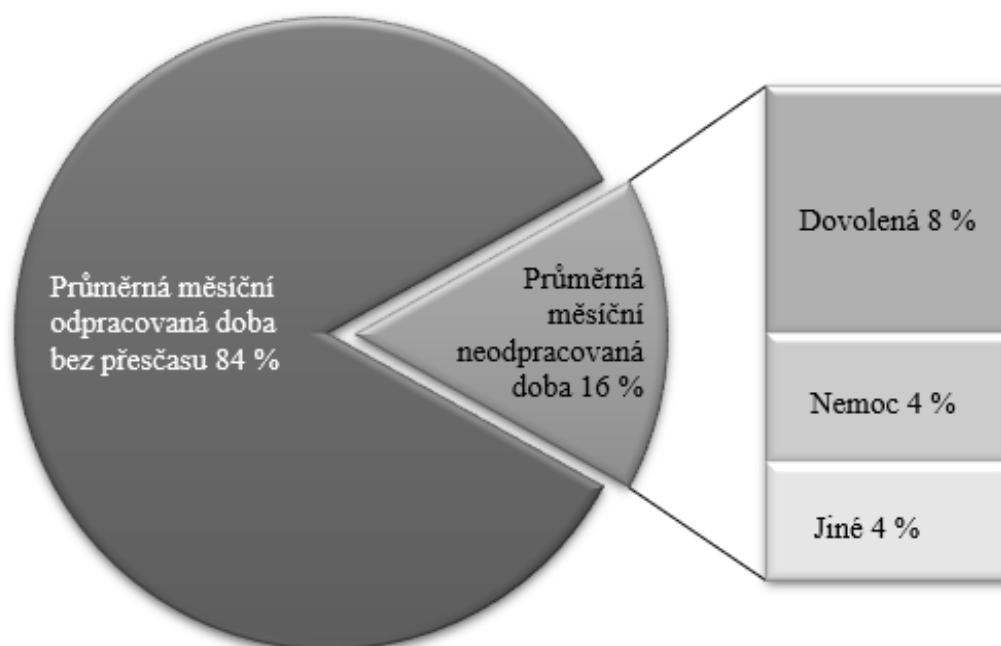 Průměrná měsíční
odpracovaná doba
bez přesčasu 84 %
Průměrná
měsíční
neodpracovaná
doba 16 %
Dovolená 8 %
Nemoc 4 %
Jiné 4 %